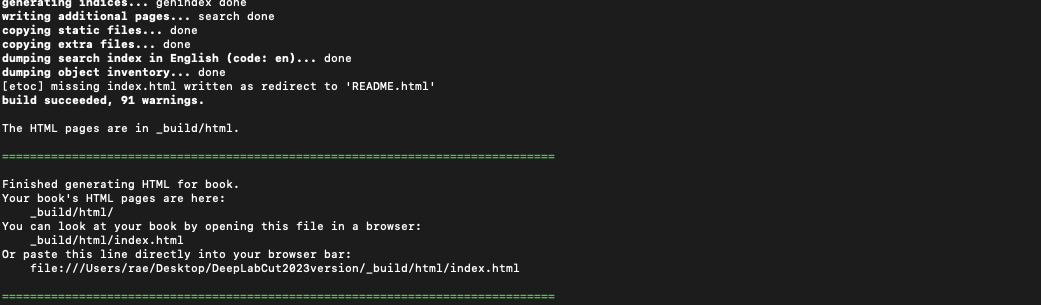 generating indices... genindex done
writing additional pages... search done
copying static files... done
copying extra files... done
dumping search index in English (code: en)... done
dumping object inventory... done
[etoc] missing index.html written as redirect to 'README.html'
build succeeded, 91 warnings.
The HTML pages are in _build/html.
===============================================================================
Finished generating HTML for book.
Your book's HTML pages are here:
    _build/html/
You can look at your book by opening this file in a browser:
    _build/html/index.html
Or paste this line directly into your browser bar:
    file:///Users/rae/Desktop/DeepLabCut2023version/_build/html/index.html
===============================================================================